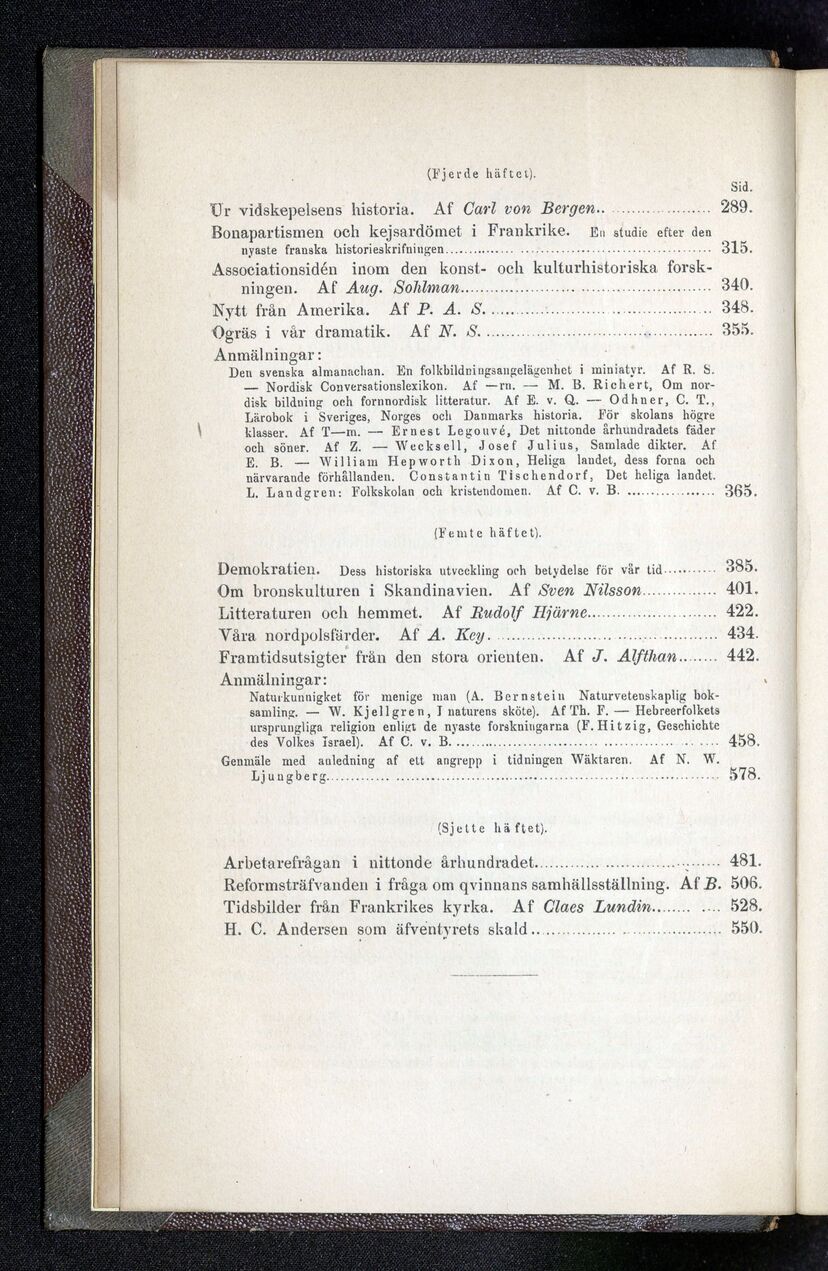 (Fjerde häftet).
Sid.
Ur vidskepelsens historia. Af Carl von Bergen.. 289.
Bonapartismen och kejsardömet i Frankrike. En studie efter den
nyaste franska historieskrifningen 315.
Associationsidén inom den konst- och kulturhistoriska forsk-
ningen. Af Aug. Sohlman 340.
Nytt från Amerika. Af P. A. S. 348.
Ogräs i vår dramatik. Af N. S. 355.
Anmälningar:
Den svenska almanachan. En folkbildningsangelägenhet i miniatyr. Af R. S.
— Nordisk Conversationslexikon. Af —rn. — M. B. Richert, Om nor-
disk bildning och fornnordisk litteratur. Af E. v. Q. — Odhner, C. T.,
Lärobok i Sveriges, Norges och Danmarks historia. För skolans högre
klasser. Af T—m. — Ernest Legouvé, Det nittonde århundradets fäder
och söner. Af Z. — Wecksell, Josef Julius, Samlade dikter. Af
E. B. — William Hepworth Dixon, Heliga landet, dess forna och
närvarande förhållanden. Constantin Tischendorf, Det heliga landet.
L. Landgren: Folkskolan och kristendomen. Af C. v. B. 365.
(Femte häftet).
Demokratien. Dess historiska utveckling och betydelse för vår tid 385.
Om bronskulturen i Skandinavien. Af Sven Nilsson 401.
Litteraturen och hemmet. Af Rudolf Hjärne 422.
Våra nordpolsfärder. Af A. Key. 434.
Framtidsutsigter från den stora orienten. Af J. Alfthan 442.
Anmälningar:
Naturkunnigket för menige man (A. Bernstein Naturvetenskaplig bok-
samling. — W. Kjellgren, I naturens sköte). Af Th. F. — Hebreerfolkets
ursprungliga religion enligt de nyaste forskningarna (F. Hitzig, Geschichte
des Volkes Israel). Af C. v. B. 458.
Genmäle med anledning af ett angrepp i tidningen Wäktaren. Af N. W.
Ljungberg 578.
(Sjette häftet).
Arbetarefrågan i nittonde århundradet 481.
Reformsträfvanden i fråga om qvinnans samhällsställning. Af B. 506.
Tidsbilder från Frankrikes kyrka. Af Claes Lundin 528.
H. C. Andersen som äfventyrets skald 550.